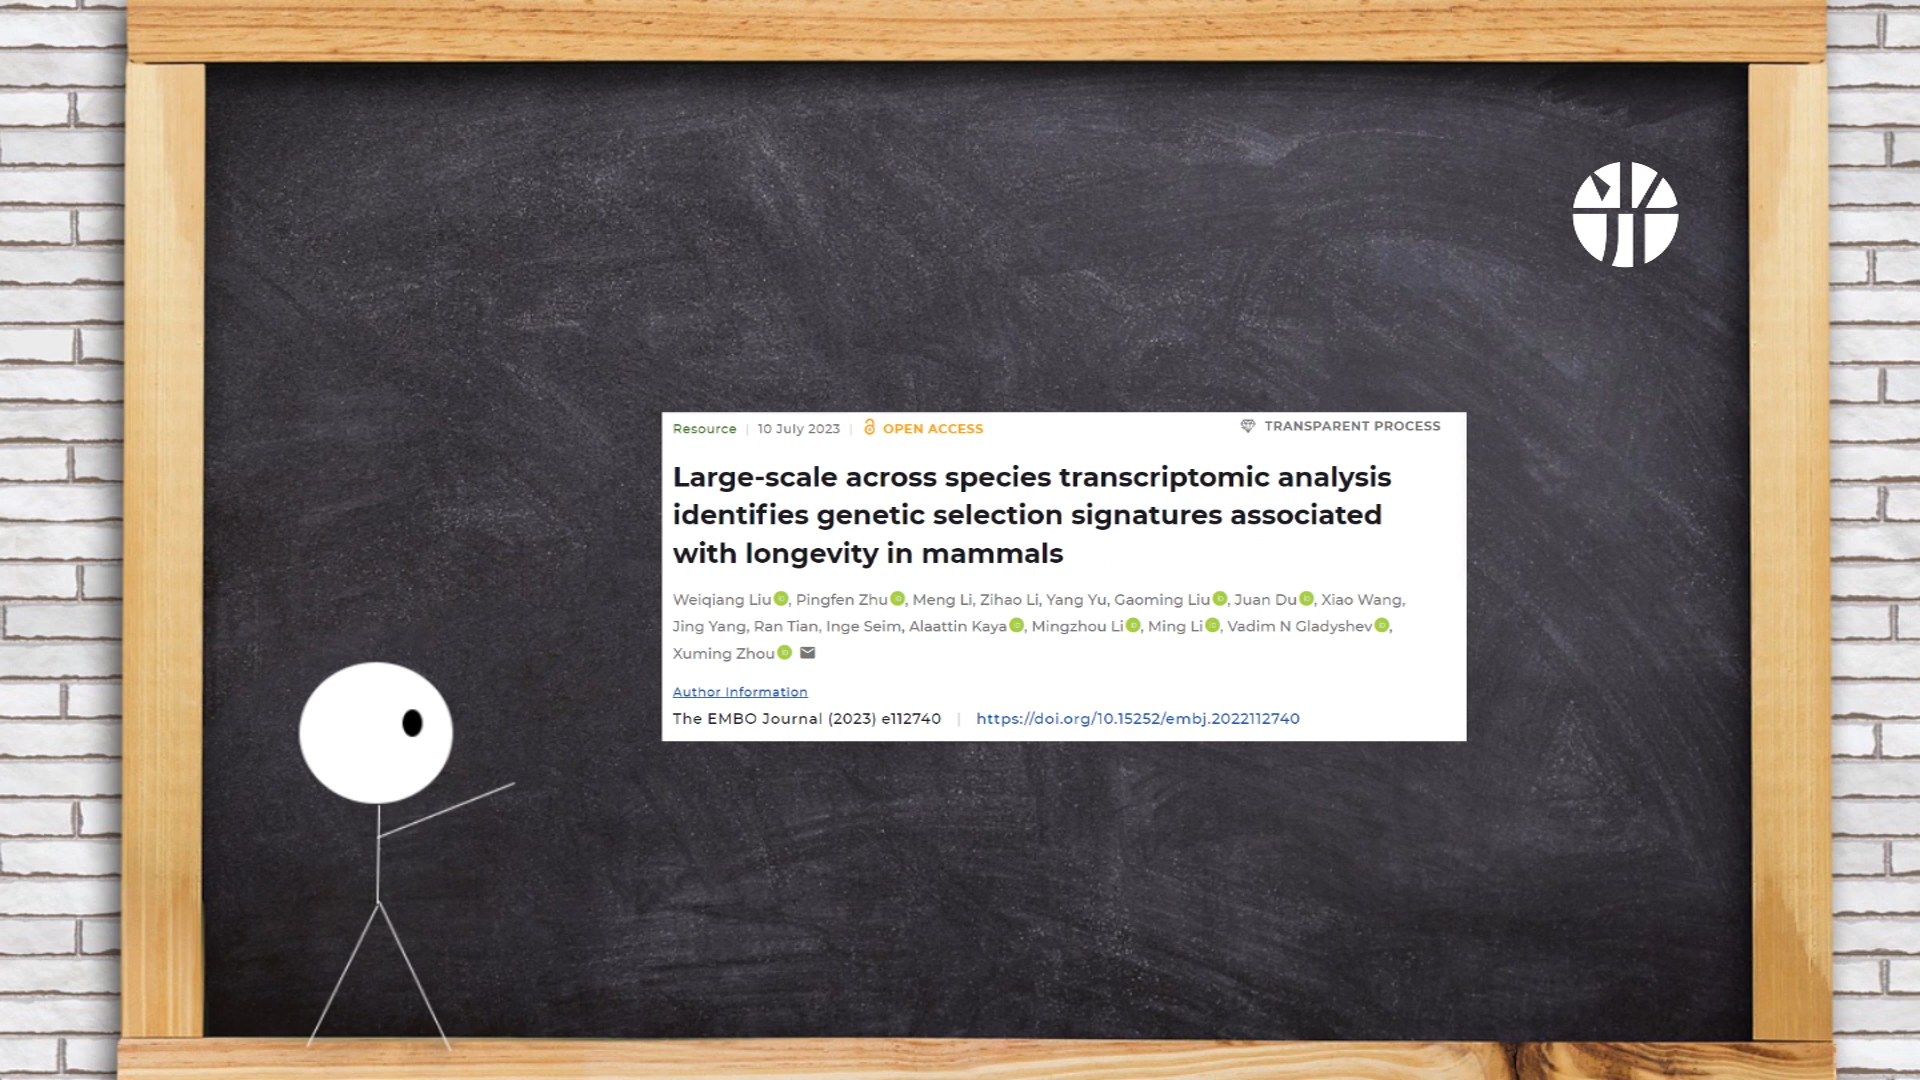 Resource | 10 July 2023 | OPEN ACCESS
TRANSPARENT PROCESS
Large-scale across species transcriptomic analysis
identifies genetic selection signatures associated
with longevity in mammals
Weiqiang Liu, Pingfen Zhu, Meng Li, Zihao Li, Yang Yu, Gaoming Liu, Juan Du, Xiao Wang,
Jing Yang, Ran Tian, Inge Seim, Alaattin Kaya, Mingzhou Li, Ming Li, Vadim N Gladyshev,
Xuming Zhou
Author Information
The EMBO Journal (2023) e112740 | https://doi.org/10.15252/embj.2022112740